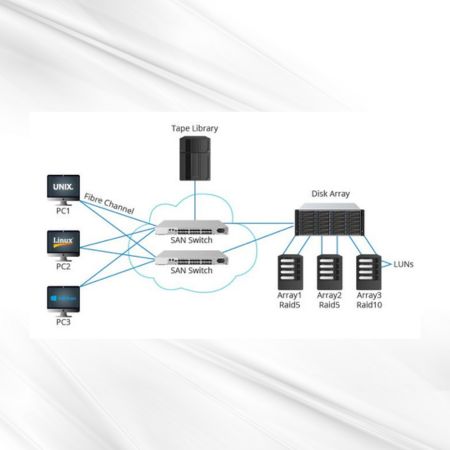 Tape Library
Disk Array
UNIX
PC1
Fibre Channel
SAN Switch
Linux
PC2
SAN Switch
LUNs
PC3
Array1
Raid5
Array2
Raid5
Array3
Raid10